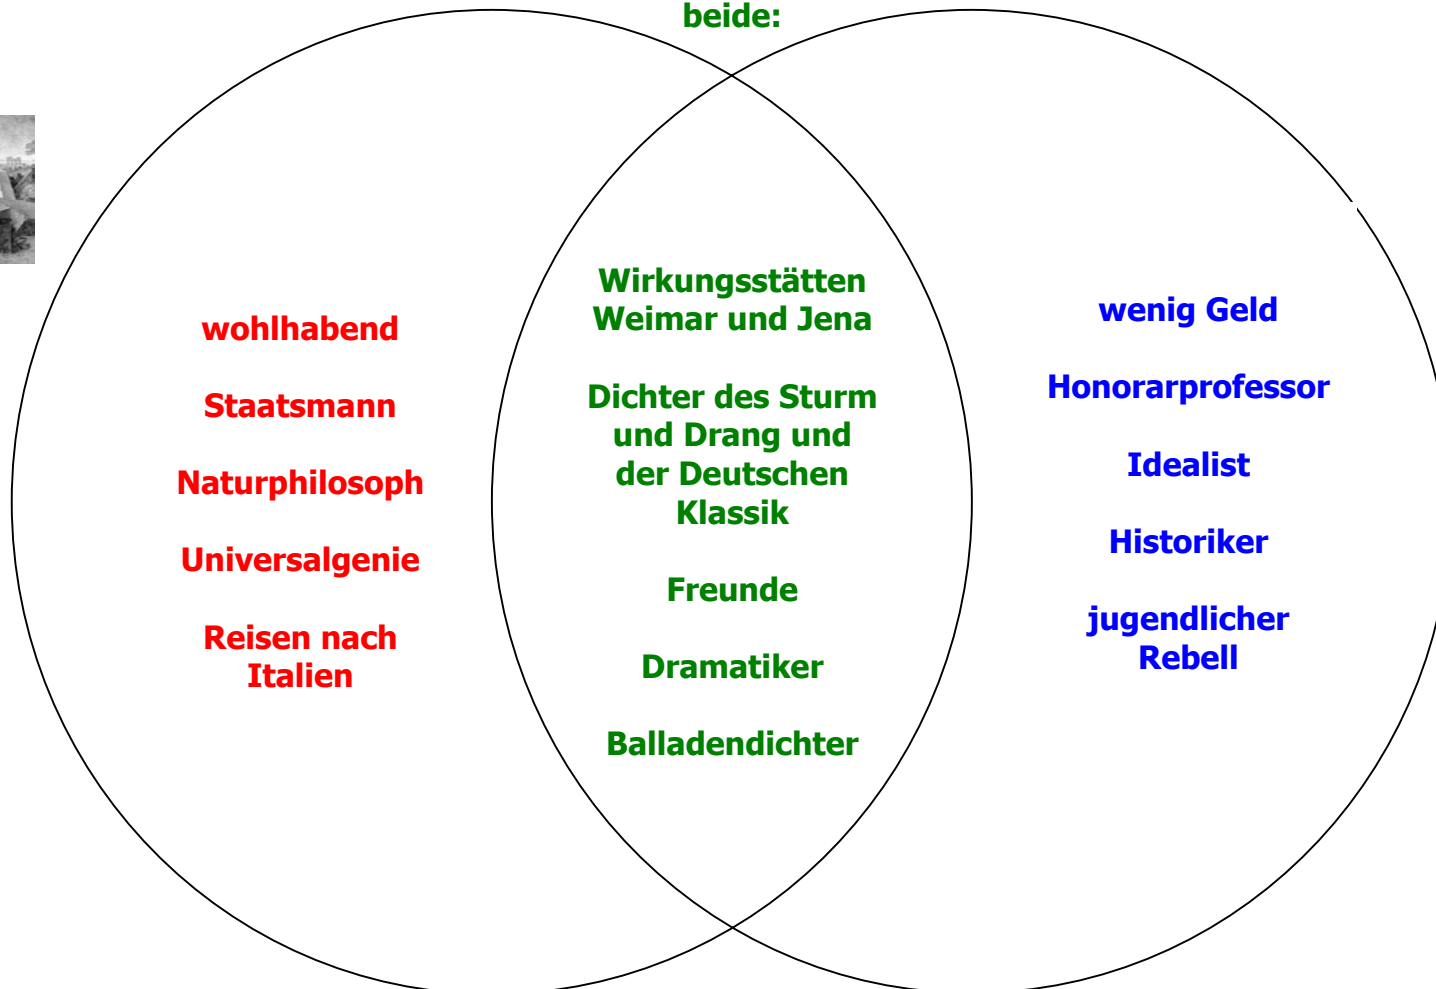 beide:
wohlhabend
Staatsmann
Naturphilosoph
Universalgenie
Reisen nach
Italien
Wirkungsstätten
Weimar und Jena
Dichter des Sturm
und Drang und
der Deutschen
Klassik
Freunde
Dramatiker
Balladendichter
wenig Geld
Honorarprofessor
Idealist
Historiker
jugendlicher
Rebell